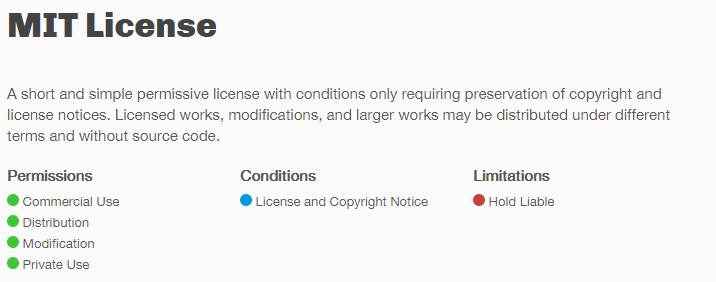 MIT License
A short and simple permissive license with conditions only requiring preservation of copyright and
license notices. Licensed works, modifications, and larger works may be distributed under different
terms and without source code.
Permissions
Commercial Use
Distribution
Modification
Private Use
Conditions
License and Copyright Notice
Limitations
Hold Liable